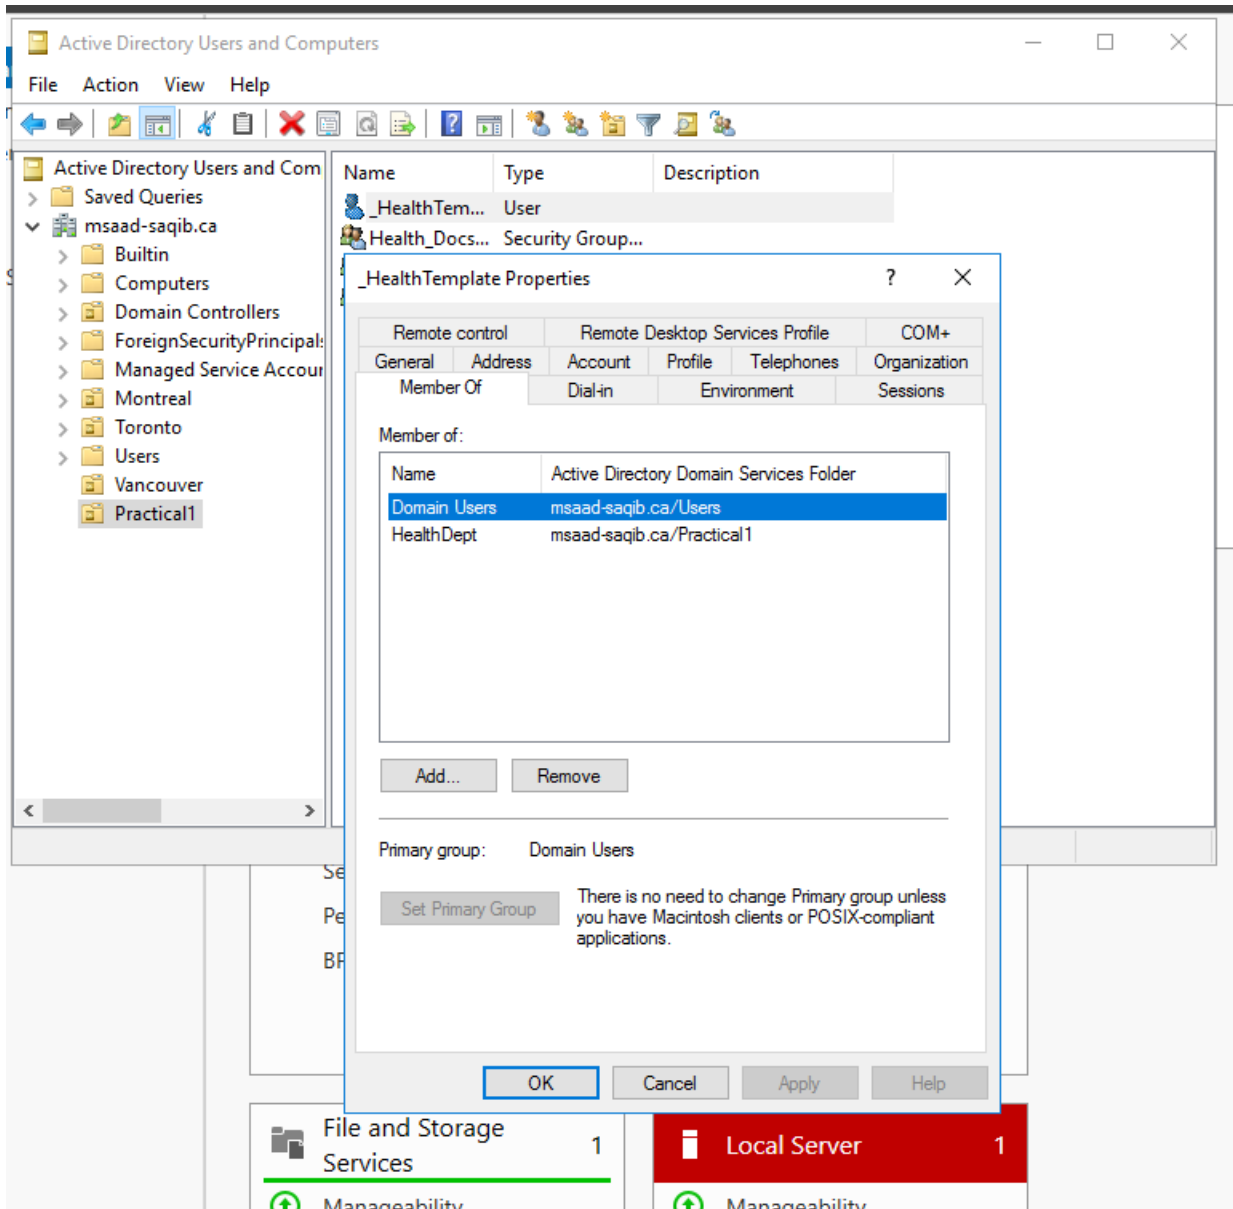 Active Directory Users and Computers
File Action View Help
Active Directory Users and Com
Saved Queries
msaad-saqib.ca
Builtin
Computers
Domain Controllers
ForeignSecurityPrincipals
Managed Service Accour
Montreal
Toronto
Users
Vancouver
Practical1
Name Type Description
_HealthTem... User
Health_Docs... Security Group...
_HealthTemplate Properties ? 
Remote control Remote Desktop Services Profile COM+
General Address Account Profile Telephones Organization
Member Of Dial-in Environment Sessions
Member of:
Name Active Directory Domain Services Folder
Domain Users msaad-saqib.ca/Users
HealthDept msaad-saqib.ca/Practical1
Add... Remove
Primary group: Domain Users
Set Primary Group
There is no need to change Primary group unless
you have Macintosh clients or POSIX-compliant
applications.
OK Cancel Apply Help
Se
Pe
BP
File and Storage
Services 1
Local Server 1
Manageability
Manageability